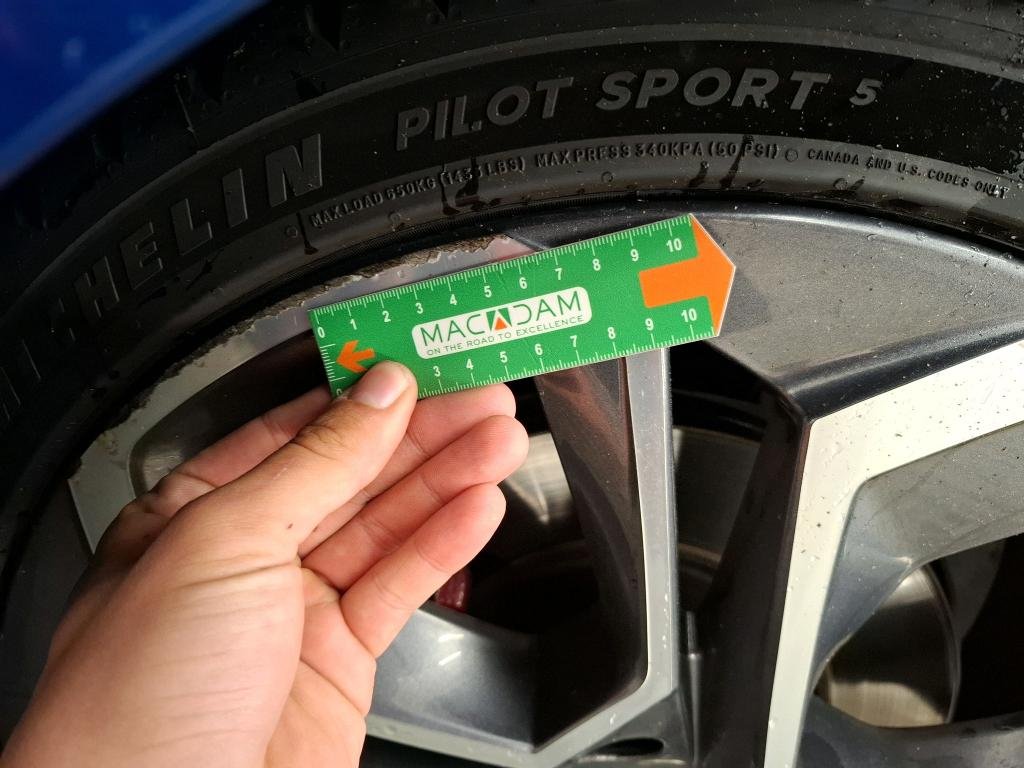 MICHELIN PILOT SPORT 5
MAX LOAD 650KG (1433 LBS) MAX PRESS 340KPA (50 PSI) CANADA AND U.S. CODES ONLY
0 1 2 3 4 5 6 7 8 9 10
MACADAM
ON THE ROAD TO EXCELLENCE
3 4 5 6 7 8 9 10